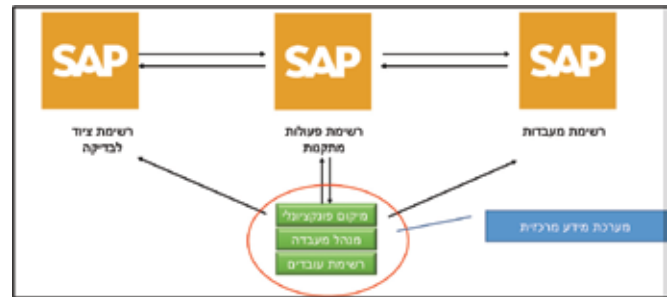 SAP
SAP
SAP
רשימת מעבדות
רשימת פעולות
מתקנות
רשימת ציוד
לבדיקה
מיקום פונקציונלי
מנהל מעבדה
רשימת עובדים
מערכת מידע מרכזית